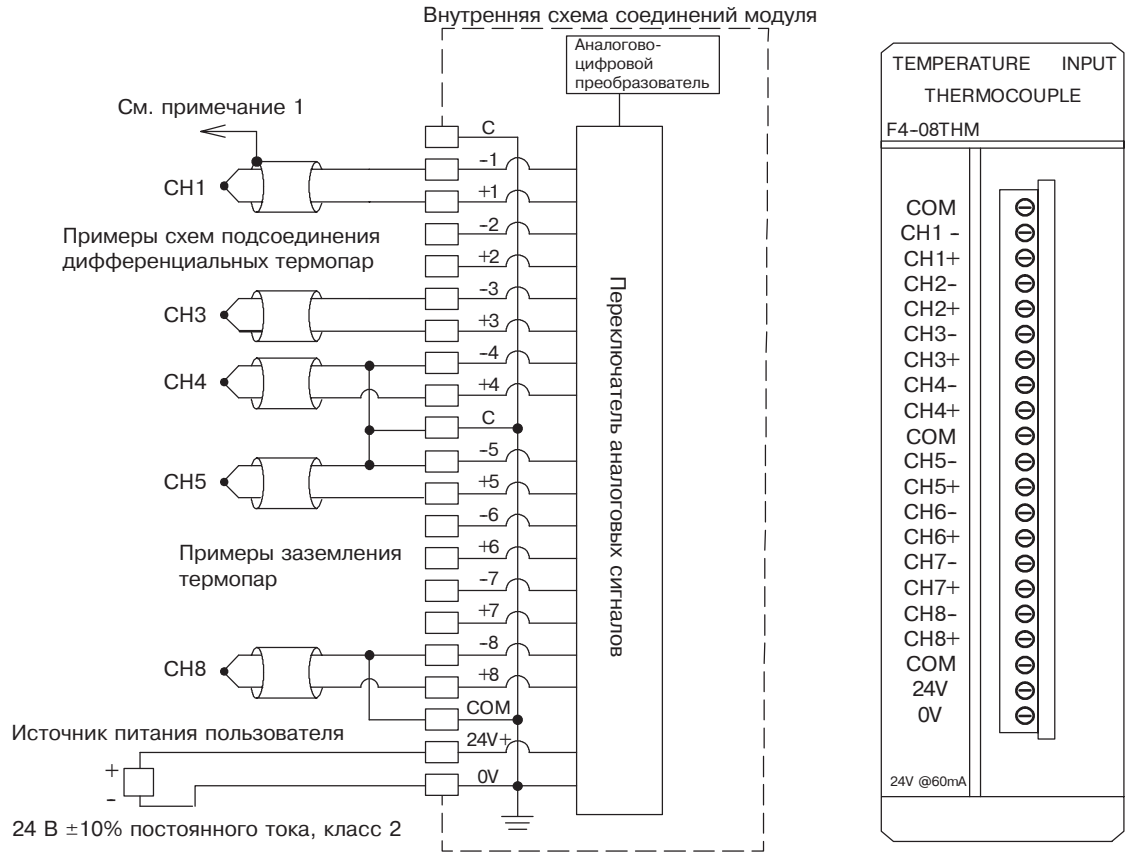 Внутренняя схема соединений модуля
Аналогово-
цифровой
преобразователь
См. примечание 1
C
-1
CH1
+1
-2
Примеры схем подсоединения
дифференциальных термопар
+2
-3
CH3
+3
-4
CH4
+4
C
-5
CH5
+5
-6
Примеры заземления
термопар
+6
-7
+7
-8
CH8
+8
COM
Источник питания пользователя
24V+
+
0V
-
24 В ±10% постоянного тока, класс 2
Переключатель аналоговых сигналов
TEMPERATURE INPUT
THERMOCOUPLE
F4-08THM
COM
CH1 -
CH1+
CH2-
CH2+
CH3-
CH3+
CH4-
CH4+
COM
CH5-
CH5+
CH6-
CH6+
CH7-
CH7+
CH8-
CH8+
COM
24V
0V
24V @60mA